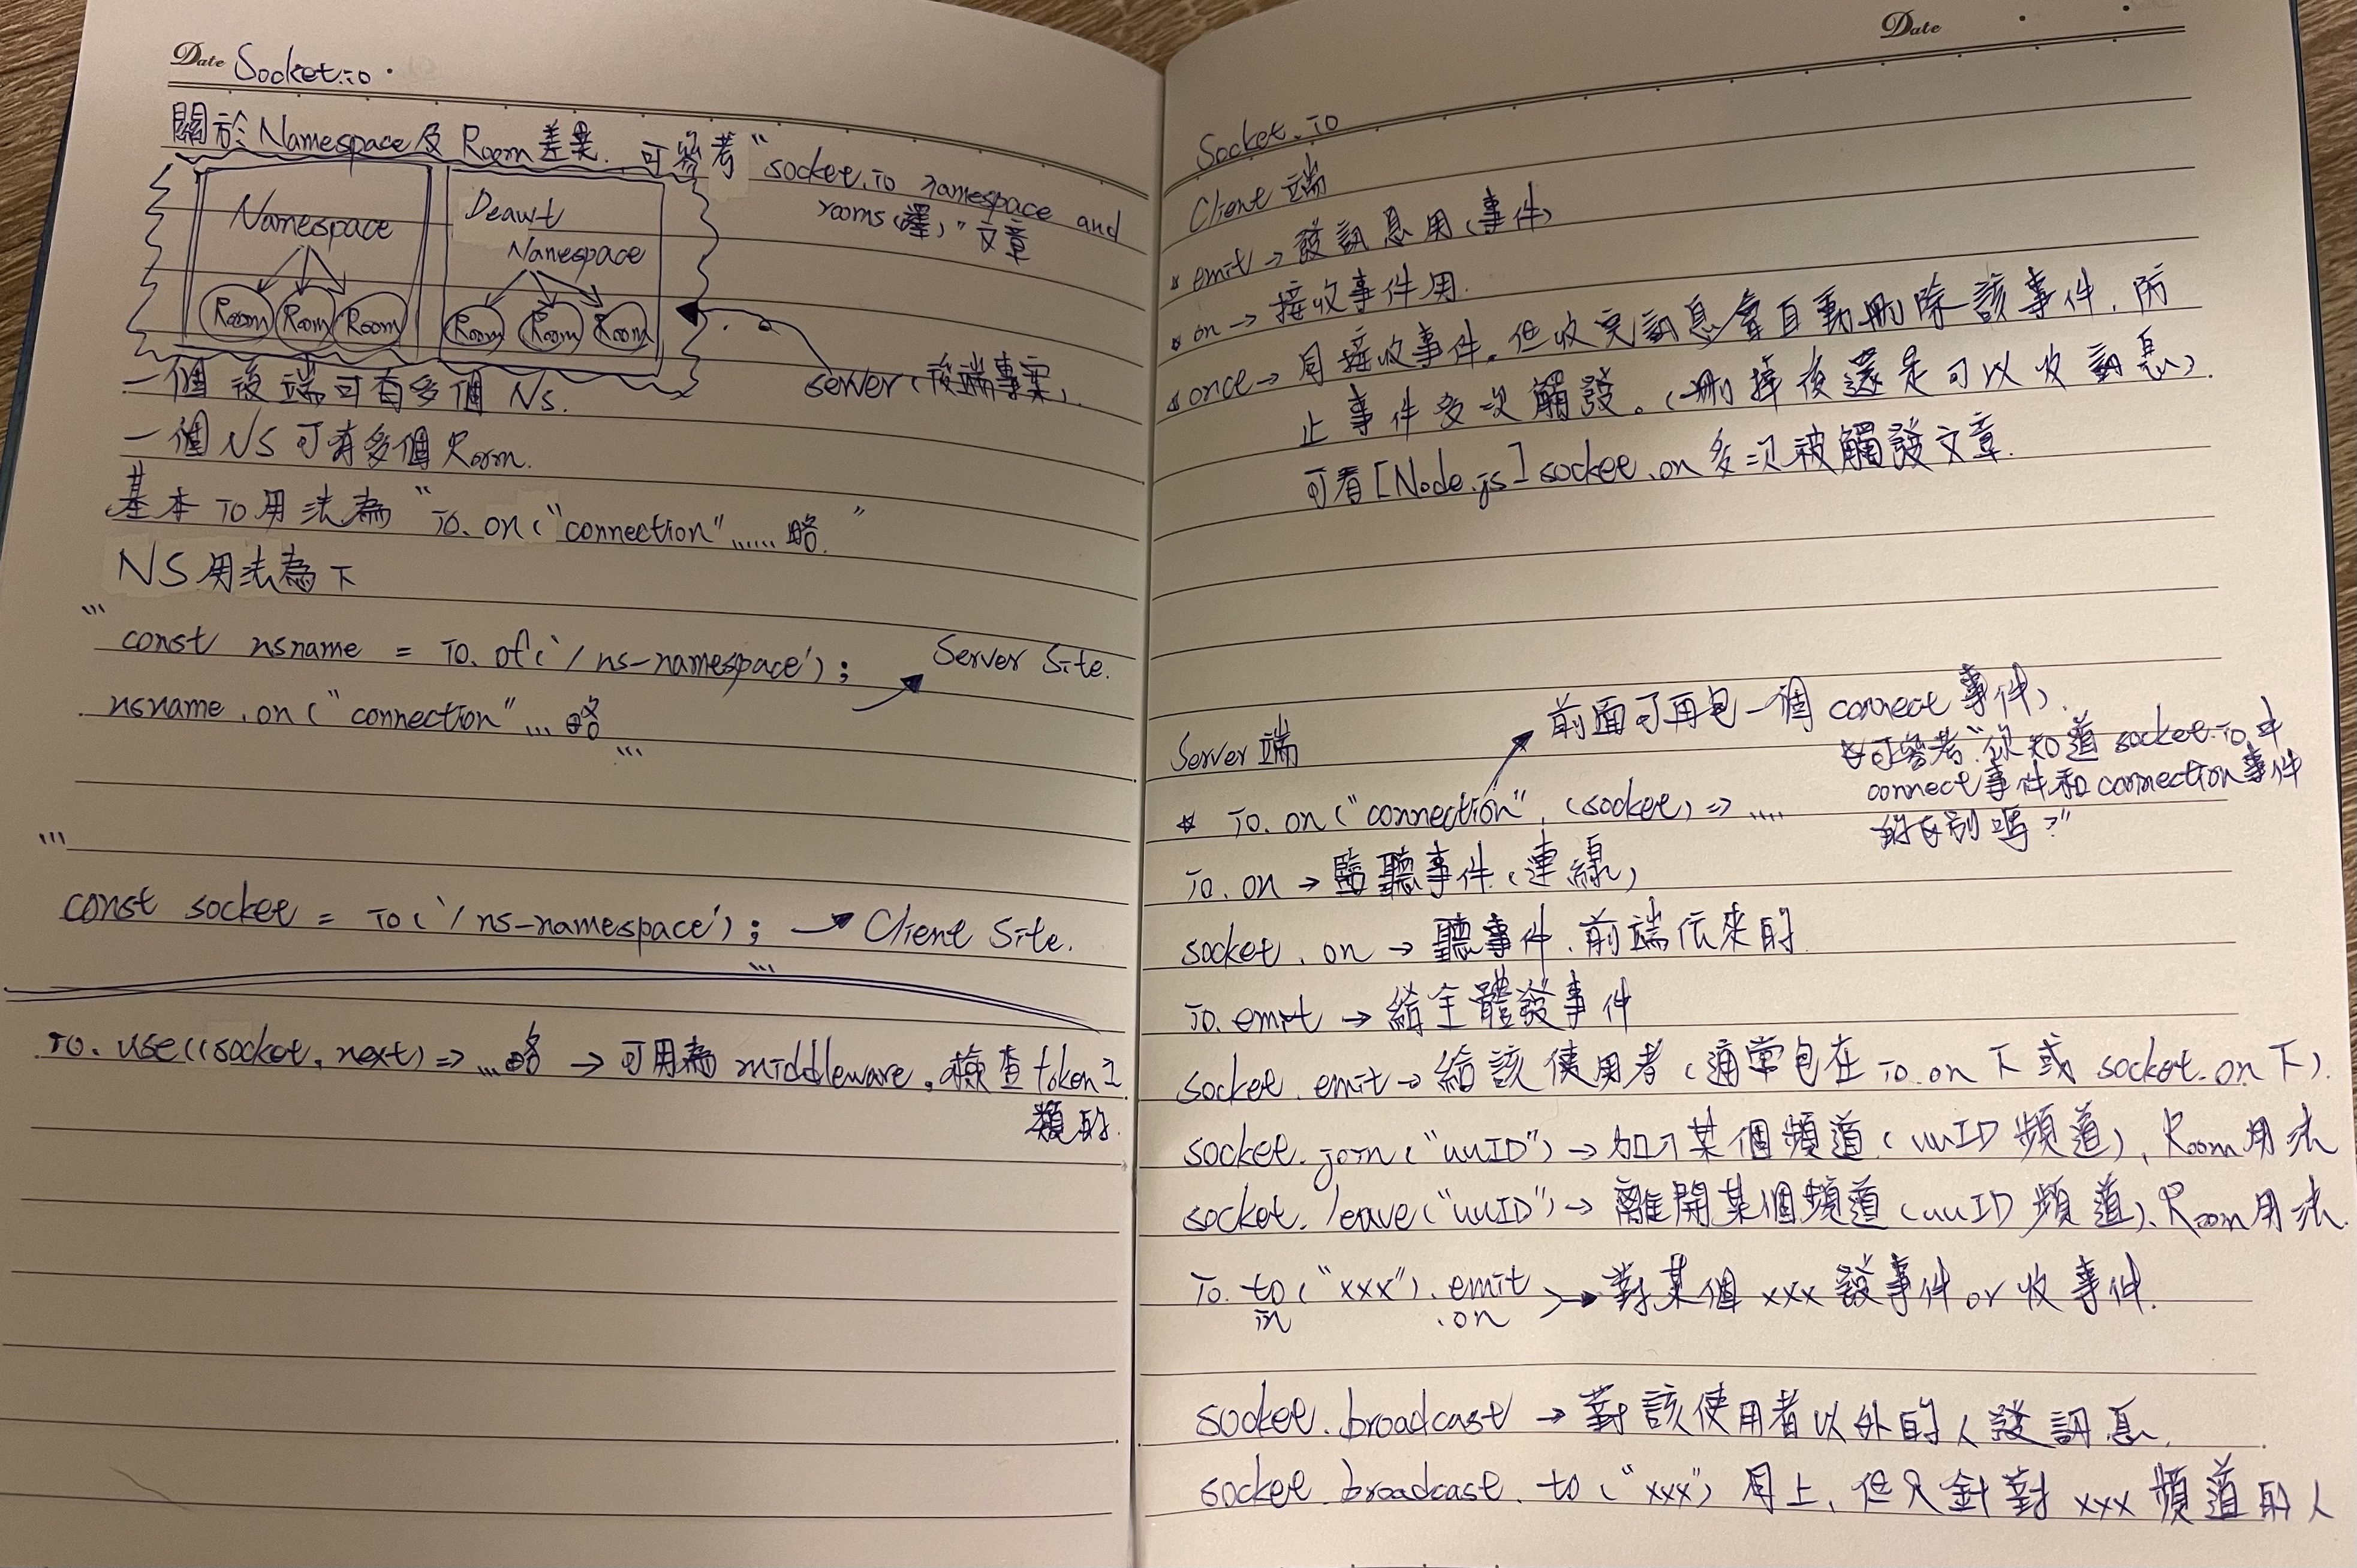 Date Socket.io
關於 Namespace 及 Room 差異. 可參考 "socket.io namespace and
rooms (譯)" 文章
Namespace
Room Room Room
Deawt
Namespace
Room Room Room
server (後端專案).
一個後端可有多個 NS.
一個 NS 可有多個 Room.
基本 io 用法為 "io.on("connection"...... 略 "
NS 用法為下
```
const nsname = io.of('/ns-namespace');
nsname.on("connection"... 略
```
Server Site.
```
const socket = io('/ns-namespace'); → Client Site.
```
io.use((socket, next) => ... 略 → 可用為 middleware, 檢查 token 之
類的.
Date
Socket.io
Client 端
* emit → 發訊息用 (事件)
* on → 接收事件用.
* once → 同接收事件, 但收完訊息會自動刪除該事件, 防
止事件多次觸發。(刪掉後還是可以收訊息).
可看 [Node.js] socket.on 多次被觸發文章.
前面可再包一個 connect 事件).
☆可參考 "你知道 socket.io 中
connect 事件和 connection 事件
的区別嗎?"
Server 端
* io.on("connection", (socket) => ....
io.on → 監聽事件 (連線)
socket.on → 聽事件, 前端傳來的
io.emit → 給全體發事件
socket.emit → 給該使用者 (通常包在 io.on 下或 socket.on 下).
socket.join("uuID") → 加入某個頻道 (uuID 頻道), Room 用法
socket.leave("uuID") → 離開某個頻道 (uuID 頻道), Room 用法.
io.to("xxx").emit → 對某個 xxx 發事件 or 收事件.
in .on
socket.broadcast → 對該使用者以外的人發訊息.
socket.broadcast.to("xxx") 同上, 但只針對 xxx 頻道的人